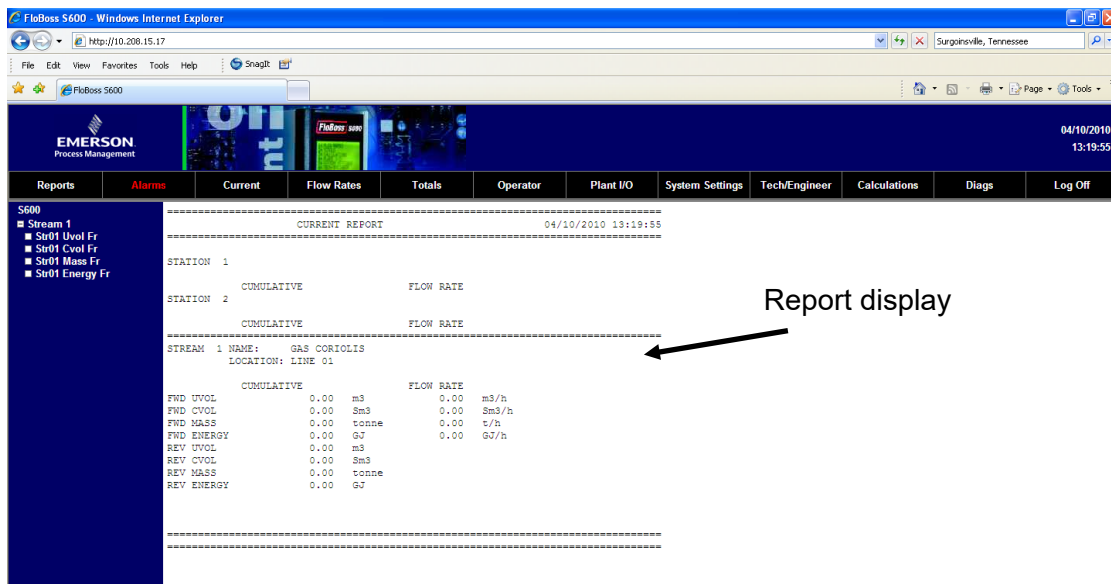 FloBoss S600 - Windows Internet Explorer
http://10.208.15.17
Surgoinsville, Tennessee
File Edit View Favorites Tools Help SnagIt
FloBoss S600
Page Tools
EMERSON.
Process Management
FloBoss S600
04/10/2010
13:19:55
Reports Alarms Current Flow Rates Totals Operator Plant I/O System Settings Tech/Engineer Calculations Diags Log Off
S600
Stream 1
Str01 Uvol Fr
Str01 Cvol Fr
Str01 Mass Fr
Str01 Energy Fr
================================================================================
CURRENT REPORT 04/10/2010 13:19:55
================================================================================
STATION 1
CUMULATIVE FLOW RATE
STATION 2
CUMULATIVE FLOW RATE
================================================================================
STREAM 1 NAME: GAS CORIOLIS
LOCATION: LINE 01
CUMULATIVE FLOW RATE
FWD UVOL 0.00 m3 0.00 m3/h
FWD CVOL 0.00 Sm3 0.00 Sm3/h
FWD MASS 0.00 tonne 0.00 t/h
FWD ENERGY 0.00 GJ 0.00 GJ/h
REV UVOL 0.00 m3
REV CVOL 0.00 Sm3
REV MASS 0.00 tonne
REV ENERGY 0.00 GJ
================================================================================
================================================================================
Report display